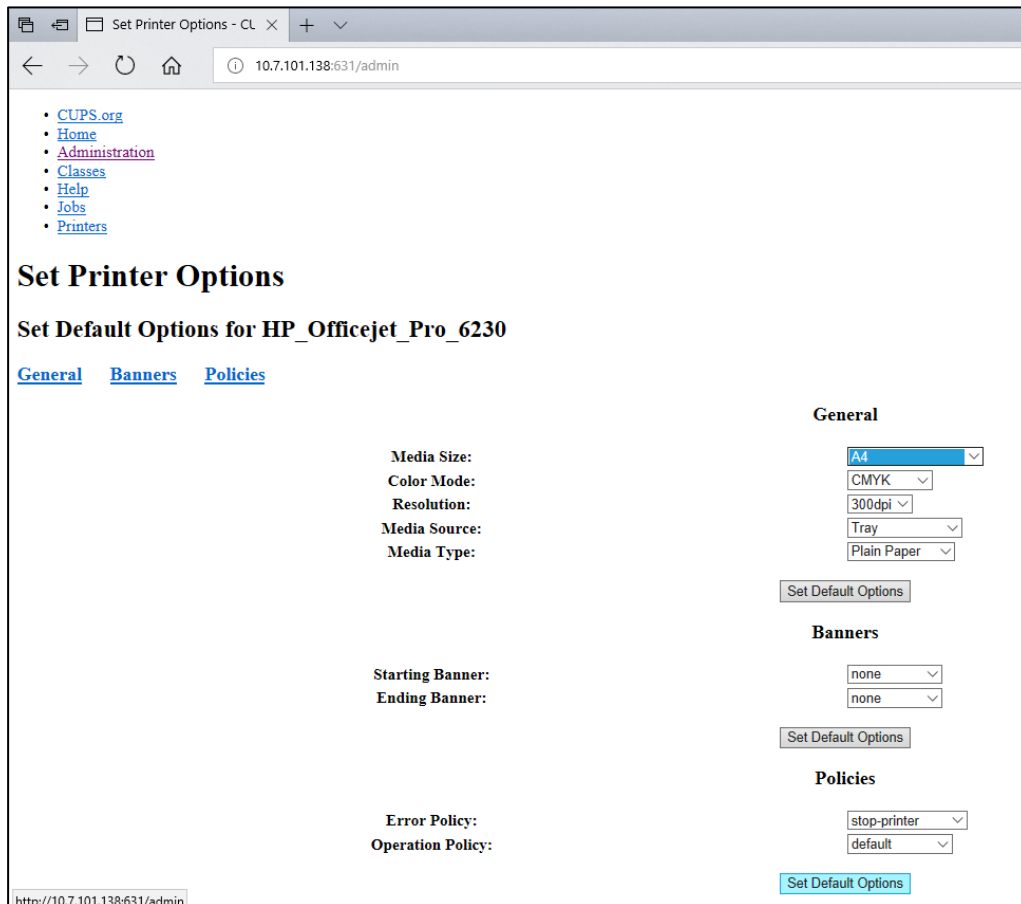 Set Printer Options - CU
10.7.101.138:631/admin
CUPS.org
Home
Administration
Classes
Help
Jobs
Printers
Set Printer Options
Set Default Options for HP_Officejet_Pro_6230
General Banners Policies
General
Media Size: A4
Color Mode: CMYK
Resolution: 300dpi
Media Source: Tray
Media Type: Plain Paper
Set Default Options
Banners
Starting Banner: none
Ending Banner: none
Set Default Options
Policies
Error Policy: stop-printer
Operation Policy: default
Set Default Options
http://10.7.101.138:631/admin